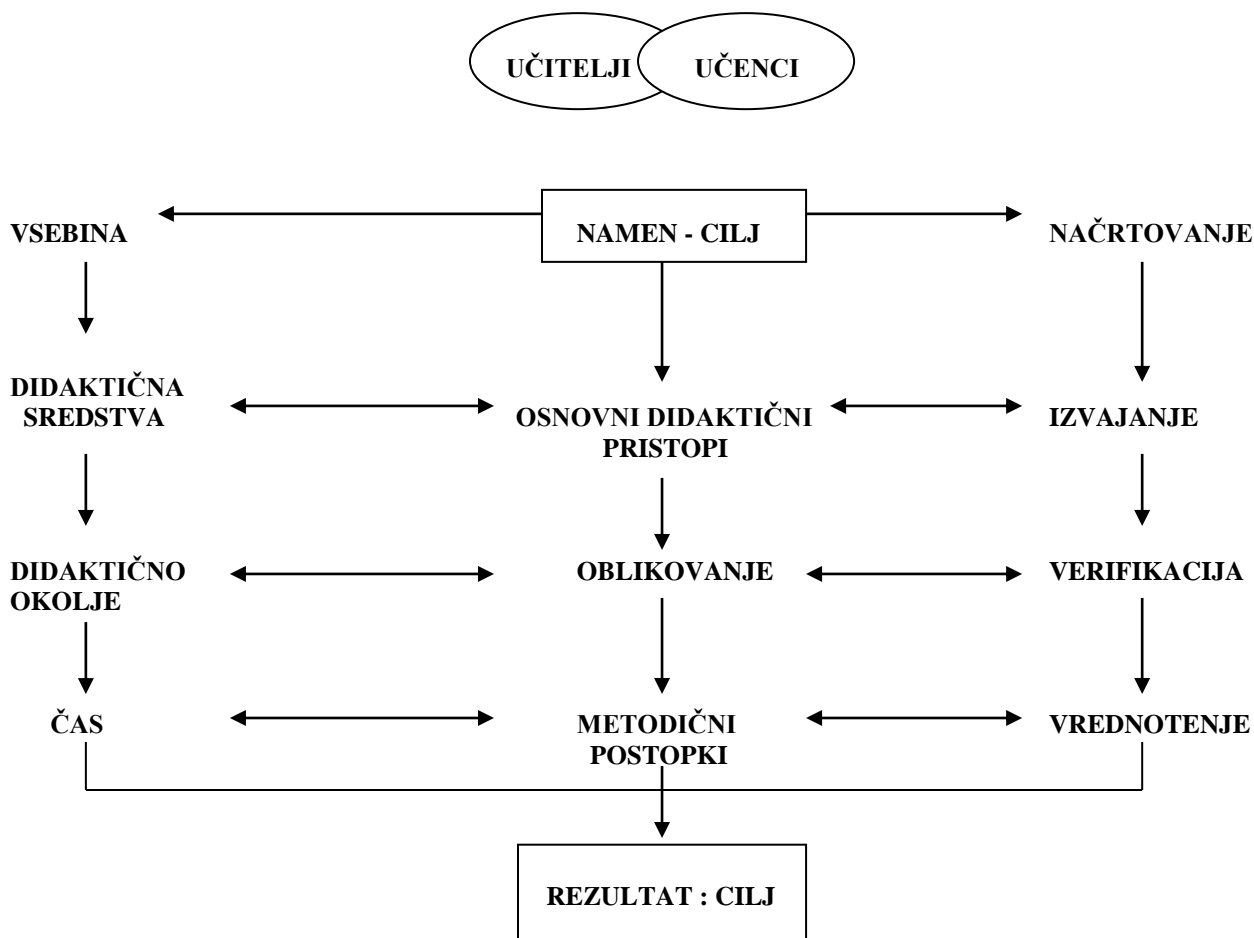 UČITELJI UČENCI
VSEBINA NAMEN - CILJ NAČRTOVANJE
DIDAKTIČNA
SREDSTVA
OSNOVNI DIDAKTIČNI
PRISTOPI
IZVAJANJE
DIDAKTIČNO
OKOLJE
OBLIKOVANJE
VERIFIKACIJA
ČAS
METODIČNI
POSTOPKI
VREDNOTENJE
REZULTAT : CILJ